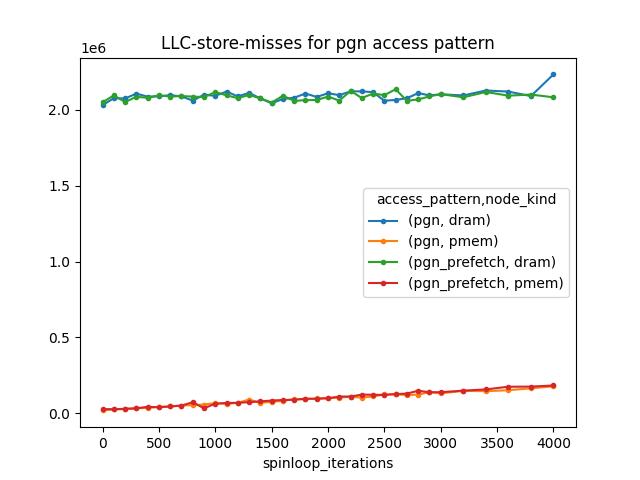 LLC-store-misses for pgn access pattern
1e6
2.0
1.5
1.0
0.5
0.0
access_pattern,node_kind
(pgn, dram)
(pgn, pmem)
(pgn_prefetch, dram)
(pgn_prefetch, pmem)
0 500 1000 1500 2000 2500 3000 3500 4000
spinloop_iterations